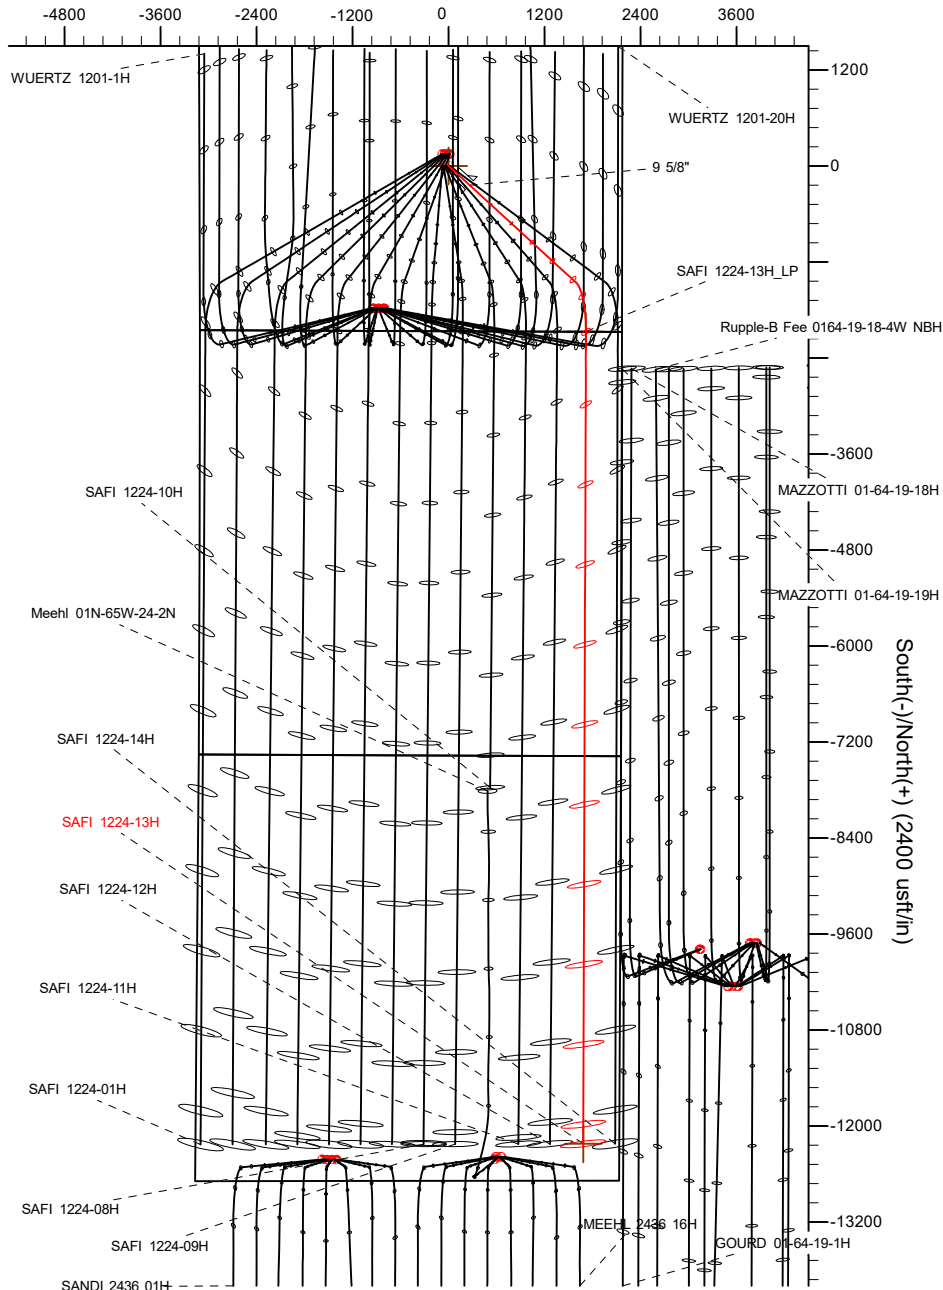 -4800 -3600 -2400 -1200 0 1200 2400 3600
1200
WUERTZ 1201-1H
WUERTZ 1201-20H
0
9 5/8"
SAFI 1224-13H_LP
Rupple-B Fee 0164-19-18-4W NBH
-3600
SAFI 1224-10H
MAZZOTTI 01-64-19-18H
-4800
MAZZOTTI 01-64-19-19H
Meehl 01N-65W-24-2N
-6000
South(-)/North(+) (2400 usft/in)
SAFI 1224-14H
-7200
SAFI 1224-13H
-8400
SAFI 1224-12H
-9600
SAFI 1224-11H
-10800
SAFI 1224-01H
-12000
SAFI 1224-08H
-13200
MEEHL 2436 16H
SAFI 1224-09H
GOURD 01-64-19-1H
SANDI 2436 01H